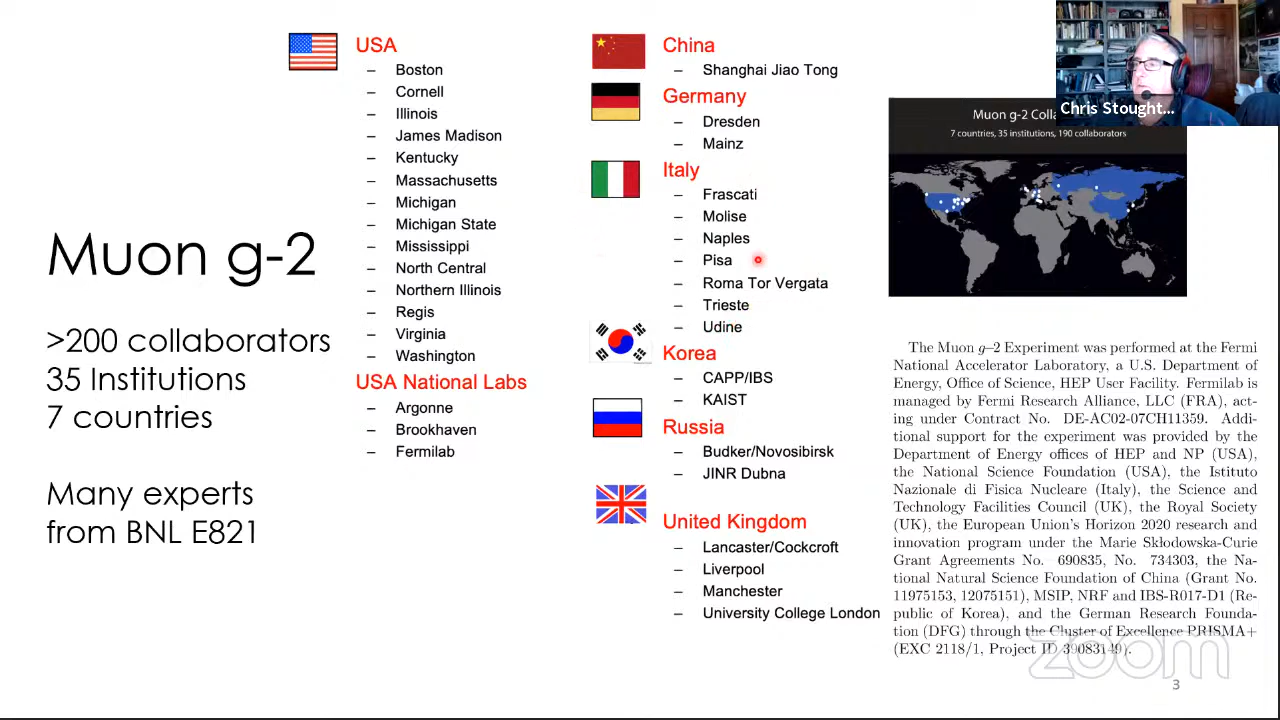 Muon g-2
>200 collaborators
35 Institutions
7 countries
Many experts
from BNL E821
USA
– Boston
– Cornell
– Illinois
– James Madison
– Kentucky
– Massachusetts
– Michigan
– Michigan State
– Mississippi
– North Central
– Northern Illinois
– Regis
– Virginia
– Washington
USA National Labs
– Argonne
– Brookhaven
– Fermilab
China
– Shanghai Jiao Tong
Germany
– Dresden
– Mainz
Italy
– Frascati
– Molise
– Naples
– Pisa
– Roma Tor Vergata
– Trieste
– Udine
Korea
– CAPP/IBS
– KAIST
Russia
– Budker/Novosibirsk
– JINR Dubna
United Kingdom
– Lancaster/Cockcroft
– Liverpool
– Manchester
– University College London
Chris Stought...
Muon g-2 Colla
7 countries, 35 institutions, 190 collaborators
The Muon g–2 Experiment was performed at the Fermi
National Accelerator Laboratory, a U.S. Department of
Energy, Office of Science, HEP User Facility. Fermilab is
managed by Fermi Research Alliance, LLC (FRA), act-
ing under Contract No. DE-AC02-07CH11359. Addi-
tional support for the experiment was provided by the
Department of Energy offices of HEP and NP (USA),
the National Science Foundation (USA), the Istituto
Nazionale di Fisica Nucleare (Italy), the Science and
Technology Facilities Council (UK), the Royal Society
(UK), the European Union's Horizon 2020 research and
innovation program under the Marie Skłodowska-Curie
Grant Agreements No. 690835, No. 734303, the Na-
tional Natural Science Foundation of China (Grant No.
11975153, 12075151), MSIP, NRF and IBS-R017-D1 (Re-
public of Korea), and the German Research Founda-
tion (DFG) through the Cluster of Excellence PRISMA+
(EXC 2118/1, Project ID 39083149).
zoom
3